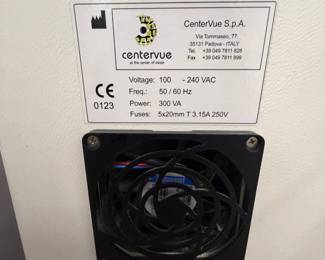 CenterVue S.p.A.
Via Tommaseo, 77
35131 Padova - ITALY
Tel: +39 049 7811 828
Fax +39 049 7811 899
centervue
at the center of vision
Voltage: 100 - 240 VAC
Freq.: 50 / 60 Hz
Power: 300 VA
Fuses: 5x20mm T 3.15A 250V
CE
0123